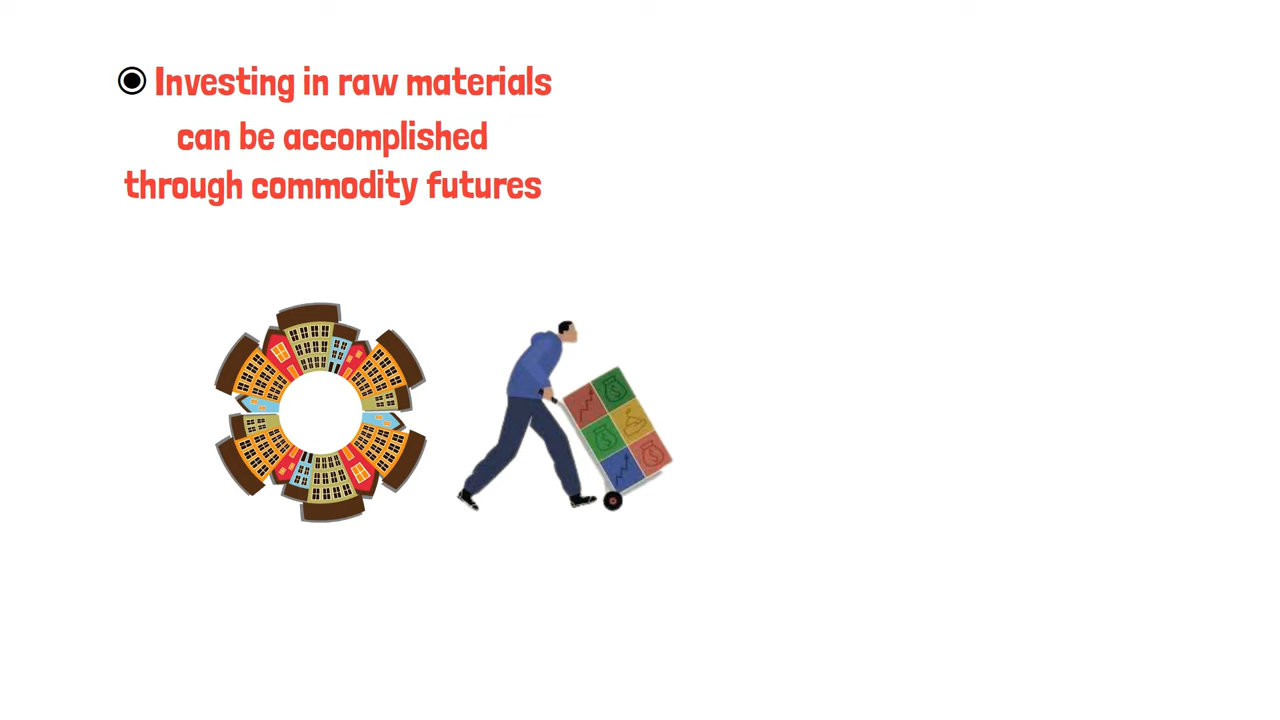 Investing in raw materials
can be accomplished
through commodity futures